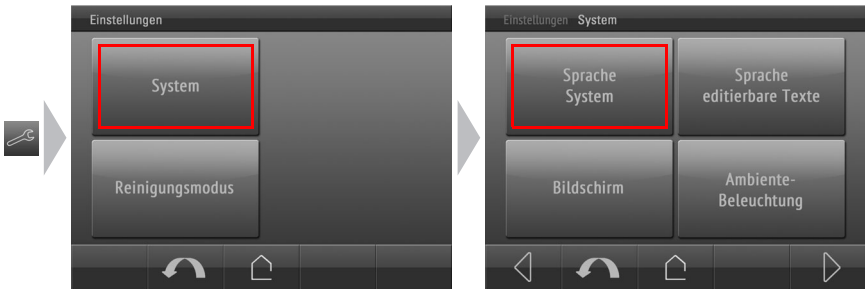 Einstellungen
System
Reinigungsmodus
Einstellungen System
Sprache
System
Sprache
editierbare Texte
Bildschirm
Ambiente-
Beleuchtung